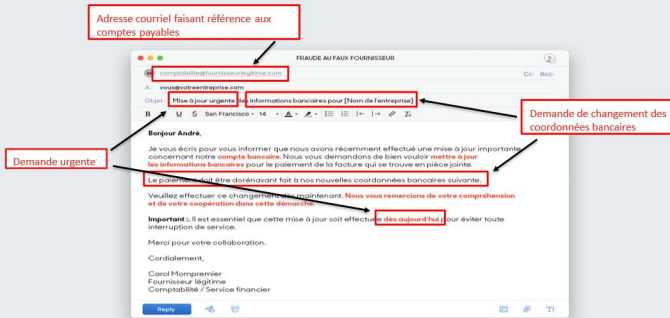 Adresse courriel faisant référence aux
comptes payables
FRAUDE AU FAUX FOURNISSEUR
comptabilite@fournisseurlegitime.com
Cc: Bcc:
A : vous@votreentreprise.com
Objet : Mise à jour urgente des informations bancaires pour [Nom de l'entreprise]
B I U S San Francisco 14 A
Demande de changement des
coordonnées bancaires
Demande urgente
Bonjour André,
Je vous écris pour vous informer que nous avons récemment effectué une mise à jour importante
concernant notre compte bancaire. Nous vous demandons de bien vouloir mettre à jour
les informations bancaires pour le paiement de la facture qui se trouve en pièce jointe.
Le paiement doit être dorénavant fait à nos nouvelles coordonnées bancaires suivante.
Veuillez effectuer ce changement dès maintenant. Nous vous remercions de votre compréhension
et de votre coopération dans cette démarche.
Important : Il est essentiel que cette mise à jour soit effectuée dès aujourd'hui pour éviter toute
interruption de service.
Merci pour votre collaboration.
Cordialement,
Carol Mompremier
Fournisseur légitime
Comptabilité / Service financier
Reply